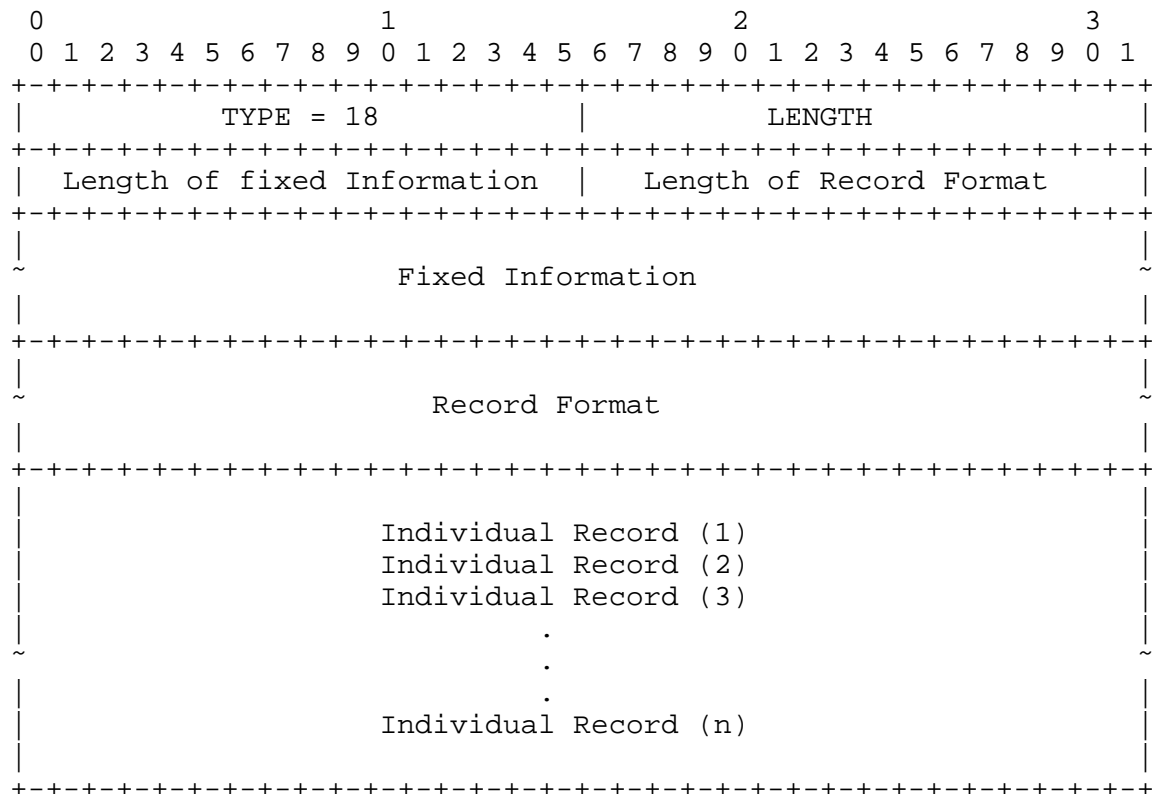 0                   1                   2                   3
 0 1 2 3 4 5 6 7 8 9 0 1 2 3 4 5 6 7 8 9 0 1 2 3 4 5 6 7 8 9 0 1
+-+-+-+-+-+-+-+-+-+-+-+-+-+-+-+-+-+-+-+-+-+-+-+-+-+-+-+-+-+-+-+-+
|           TYPE = 18           |          LENGTH               |
+-+-+-+-+-+-+-+-+-+-+-+-+-+-+-+-+-+-+-+-+-+-+-+-+-+-+-+-+-+-+-+-+
|  Length of fixed Information  |   Length of Record Format     |
+-+-+-+-+-+-+-+-+-+-+-+-+-+-+-+-+-+-+-+-+-+-+-+-+-+-+-+-+-+-+-+-+
|                                                               |
~                     Fixed Information                         ~
|                                                               |
+-+-+-+-+-+-+-+-+-+-+-+-+-+-+-+-+-+-+-+-+-+-+-+-+-+-+-+-+-+-+-+-+
|                                                               |
~                       Record Format                           ~
|                                                               |
+-+-+-+-+-+-+-+-+-+-+-+-+-+-+-+-+-+-+-+-+-+-+-+-+-+-+-+-+-+-+-+-+
|                                                               |
|                    Individual Record (1)                      |
|                    Individual Record (2)                      |
|                    Individual Record (3)                      |
|                             .                                 |
~                             .                                 ~
|                             .                                 |
|                    Individual Record (n)                      |
|                                                               |
+-+-+-+-+-+-+-+-+-+-+-+-+-+-+-+-+-+-+-+-+-+-+-+-+-+-+-+-+-+-+-+-+